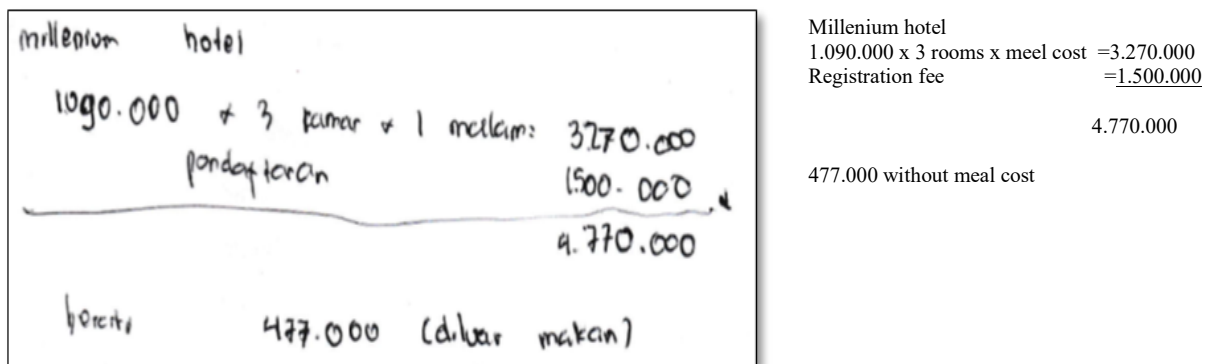 millenium hotel
1090.000 x 3 kamar x 1 malam: 3270.000
pendaftaran 1500.000
4.770.000
berarti 477.000 (diluar makan)
Millenium hotel
1.090.000 x 3 rooms x meel cost =3.270.000
Registration fee =1.500.000
4.770.000
477.000 without meal cost